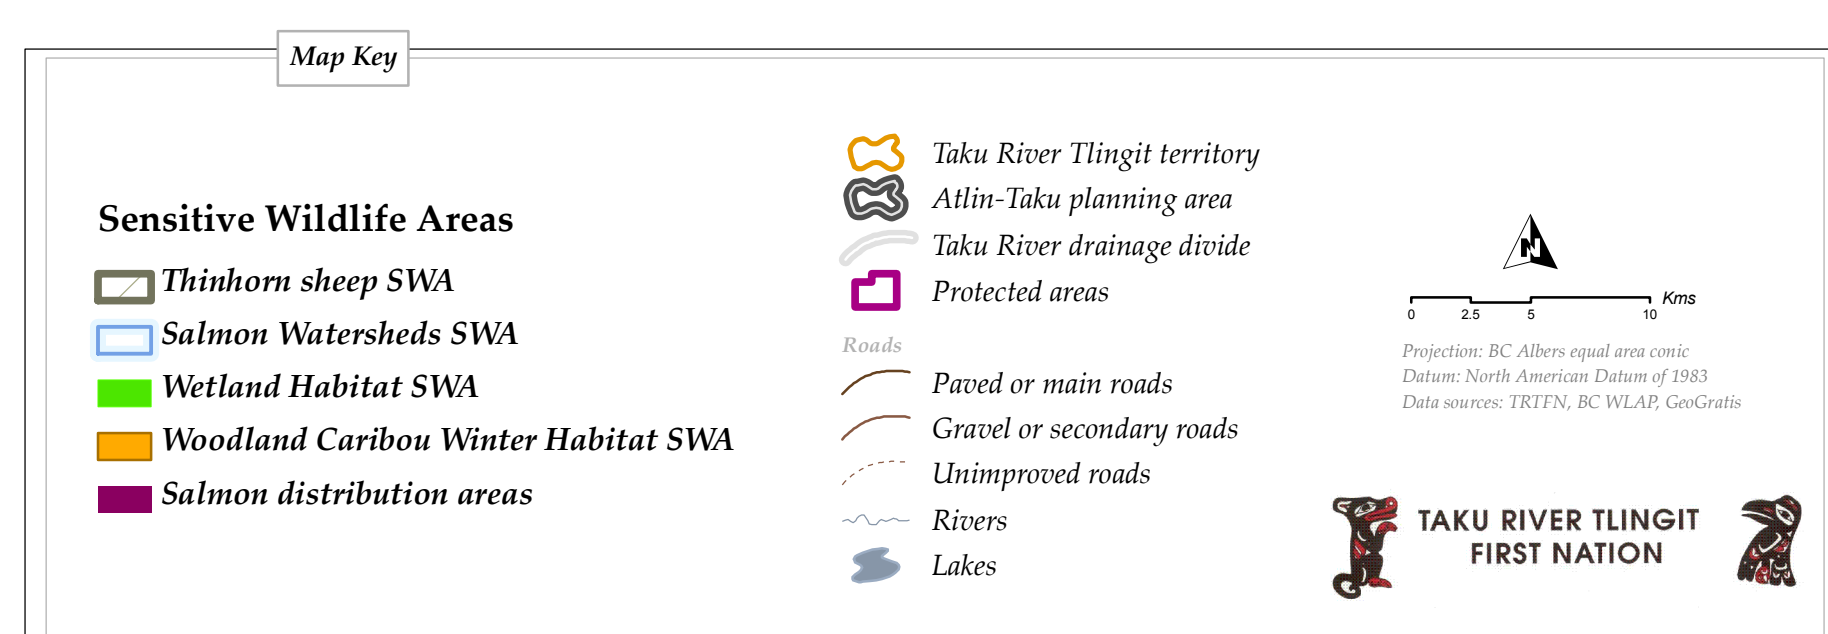 Map Key
Sensitive Wildlife Areas
Thinhorn sheep SWA
Salmon Watersheds SWA
Wetland Habitat SWA
Woodland Caribou Winter Habitat SWA
Salmon distribution areas
Taku River Tlingit territory
Atlin-Taku planning area
Taku River drainage divide
Protected areas
Roads
Paved or main roads
Gravel or secondary roads
Unimproved roads
Rivers
Lakes
N
Kms
0 2.5 5 10
Projection: BC Albers equal area conic
Datum: North American Datum of 1983
Data sources: TRTFN, BC WLAP, GeoGratis
TAKU RIVER TLINGIT
FIRST NATION